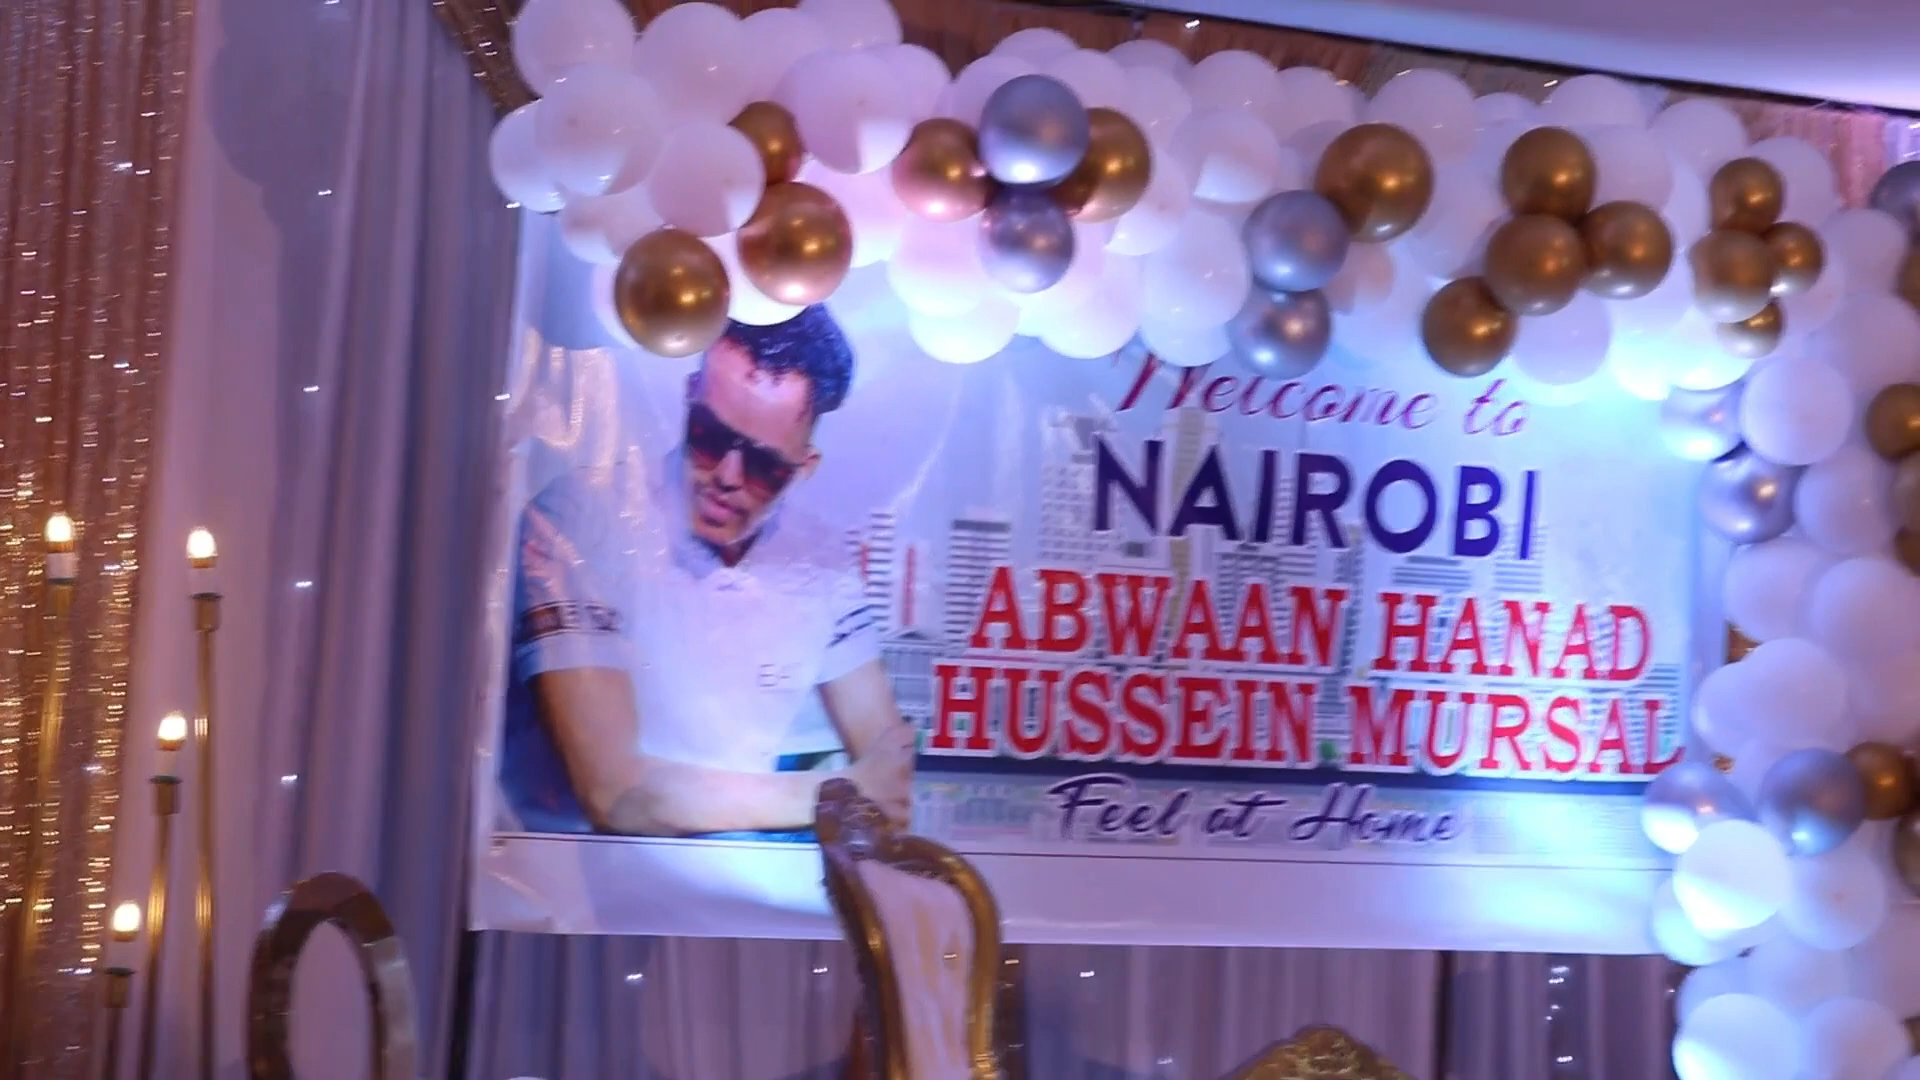 Welcome to
NAIROBI
ABWAAN HANAD
HUSSEIN MURSAL
Feel at Home